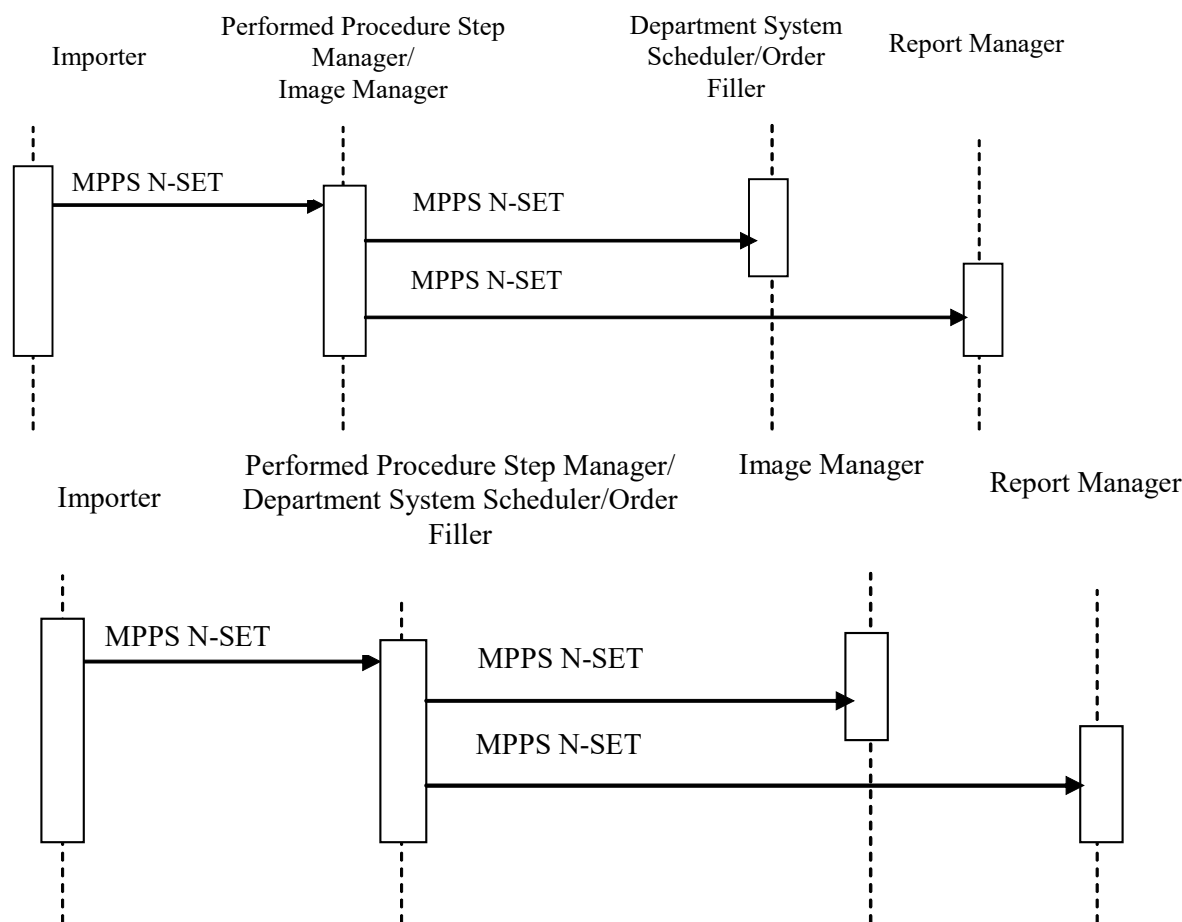 Importer
Performed Procedure Step
Manager/
Image Manager
Department System
Scheduler/Order
Filler
Report Manager
MPPS N-SET
MPPS N-SET
MPPS N-SET
Importer
Performed Procedure Step Manager/
Department System Scheduler/Order
Filler
Image Manager
Report Manager
MPPS N-SET
MPPS N-SET
MPPS N-SET